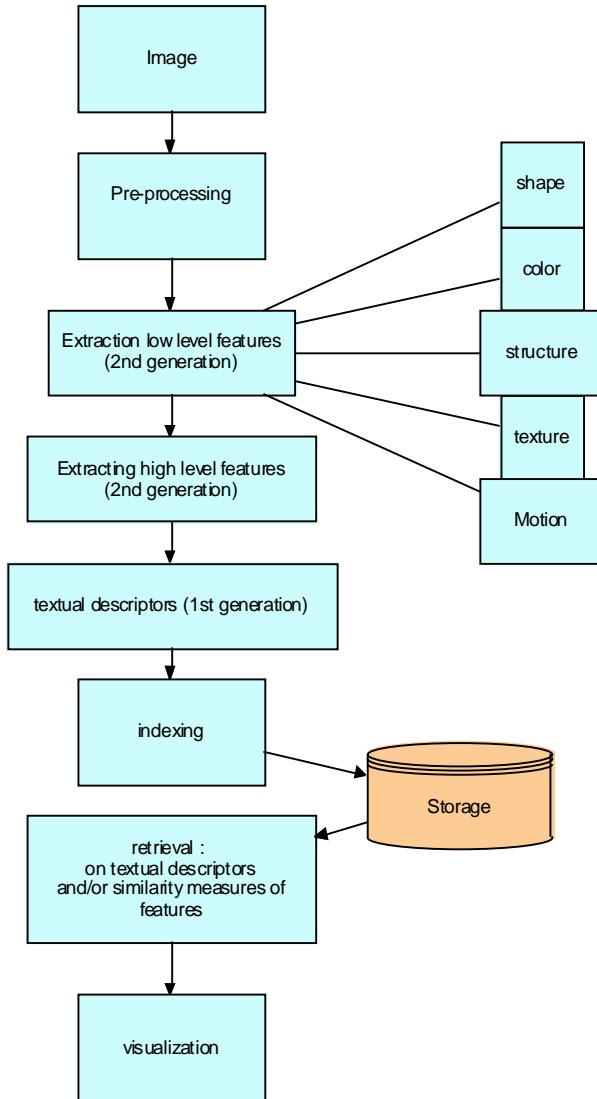 Image
Pre-processing
shape
color
Extraction low level features
(2nd generation)
structure
texture
Extracting high level features
(2nd generation)
Motion
textual descriptors (1st generation)
indexing
Storage
retrieval :
on textual descriptors
and/or similarity measures of
features
visualization